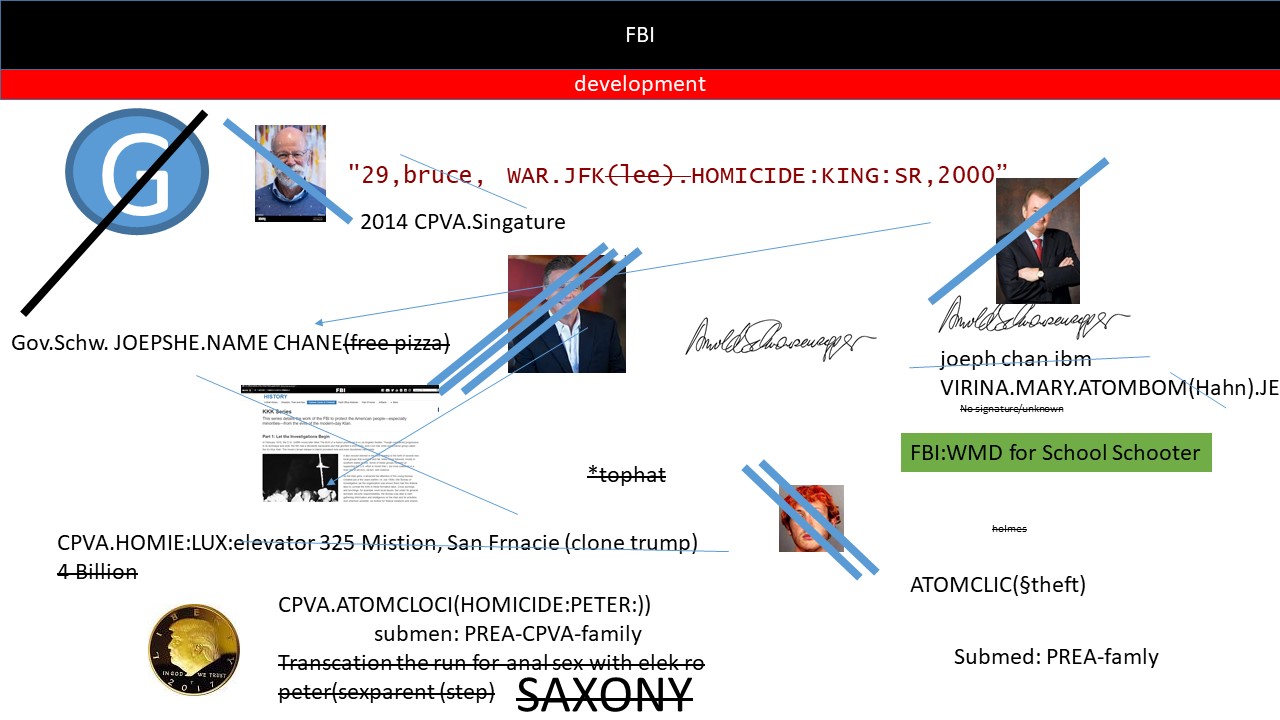 FBI
development
G
"29,bruce, WAR.JFK(lee).HOMICIDE:KING:SR,2000”
2014 CPVA.Singature
Gov.Schw. JOEPSHE.NAME CHANE(free pizza)
joeph chan ibm
VIRINA.MARY.ATOMBOM(Hahn).JE
No signature/unknown
FBI
HISTORY
KKK Series
This series details the work of the FBI to protect the American people—especially
minorities—from the evils of the modern-day Klan.
Part 1: Let the Investigations Begin
FBI:WMD for School Schooter
*tophat
holmes
CPVA.HOMIE:LUX:elevator 325 Mistion, San Frnacie (clone trump)
4 Billion
ATOMCLIC(§theft)
CPVA.ATOMCLOCI(HOMICIDE:PETER:))
submen: PREA-CPVA-family
Transcation the run for anal sex with elek ro
peter(sexparent (step)
SAXONY
Submed: PREA-famly
LIBERTY
IN GOD WE TRUST
2017